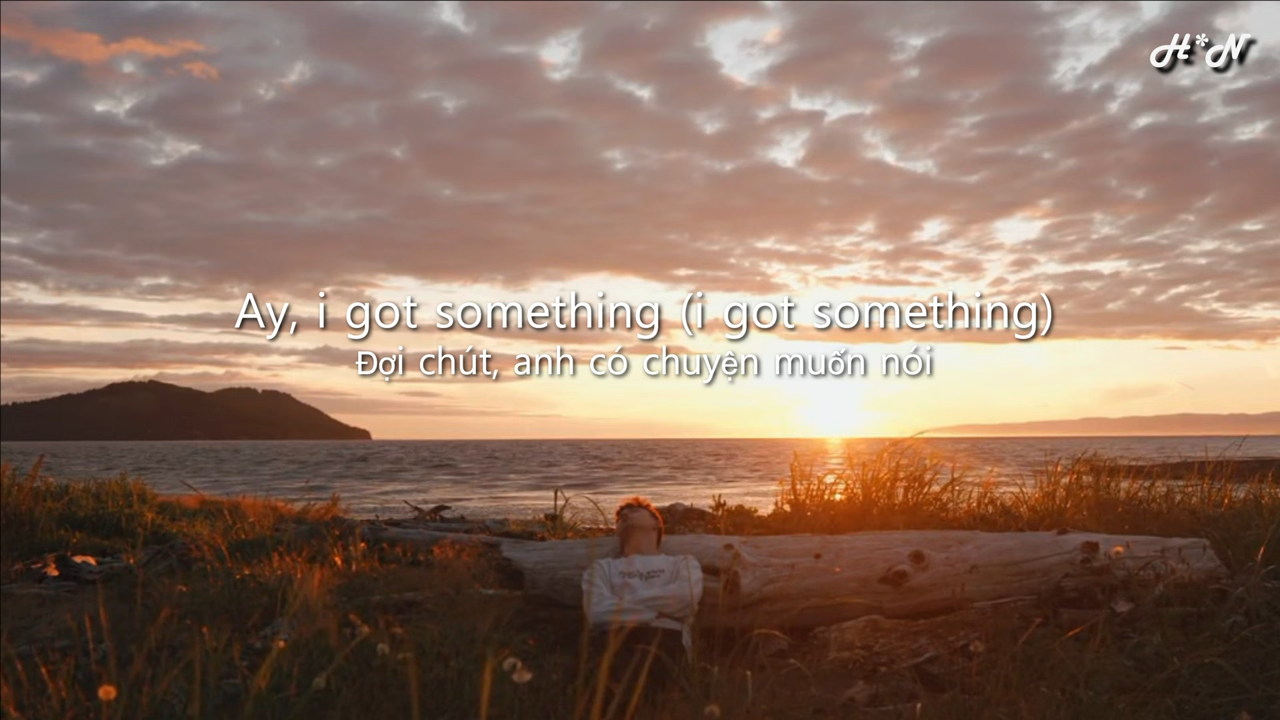 H*N
Ay, i got something (i got something)
Đợi chút, anh có chuyện muốn nói